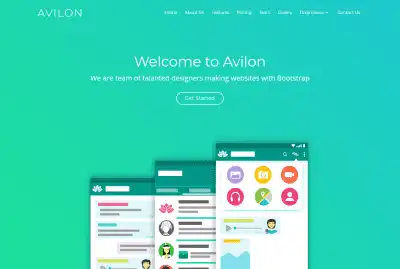 AVILON
Home About Us Features Pricing Team Gallery Drop Down Contact Us
Welcome to Avilon
We are team of talanted designers making websites with Bootstrap
Get Started